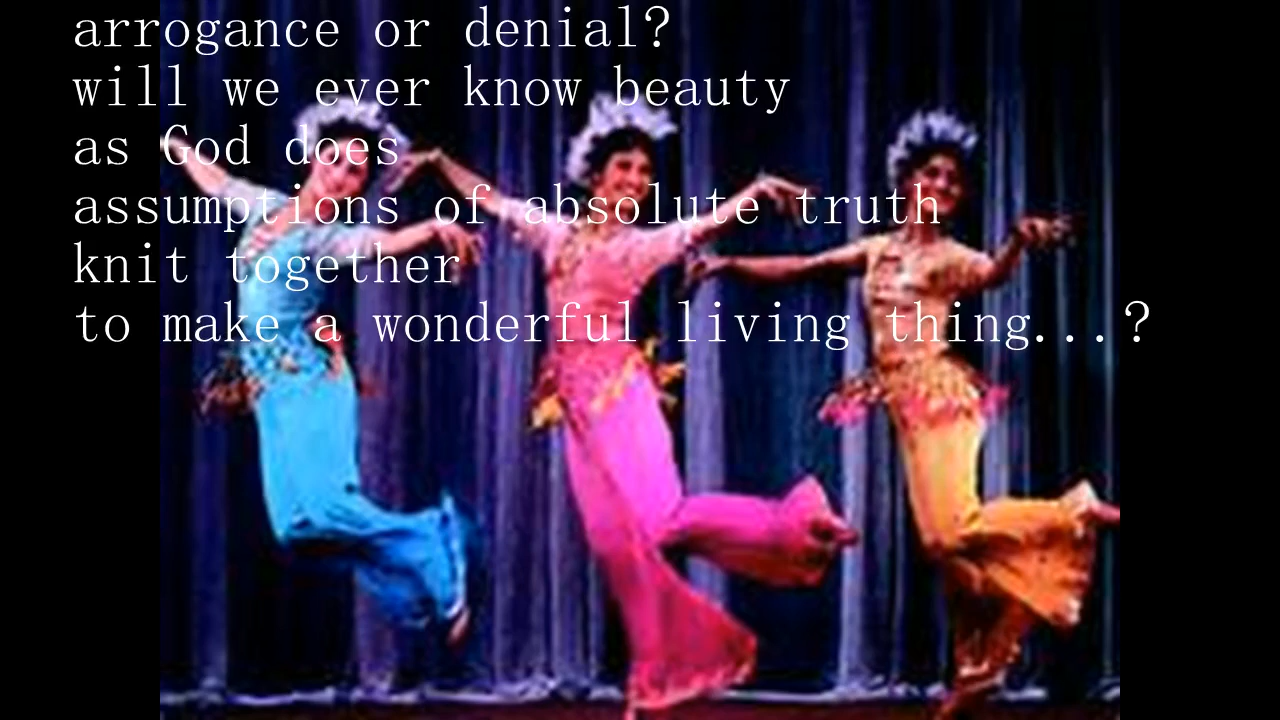 arrogance or denial?
will we ever know beauty
as God does
assumptions of absolute truth
knit together
to make a wonderful living thing...?